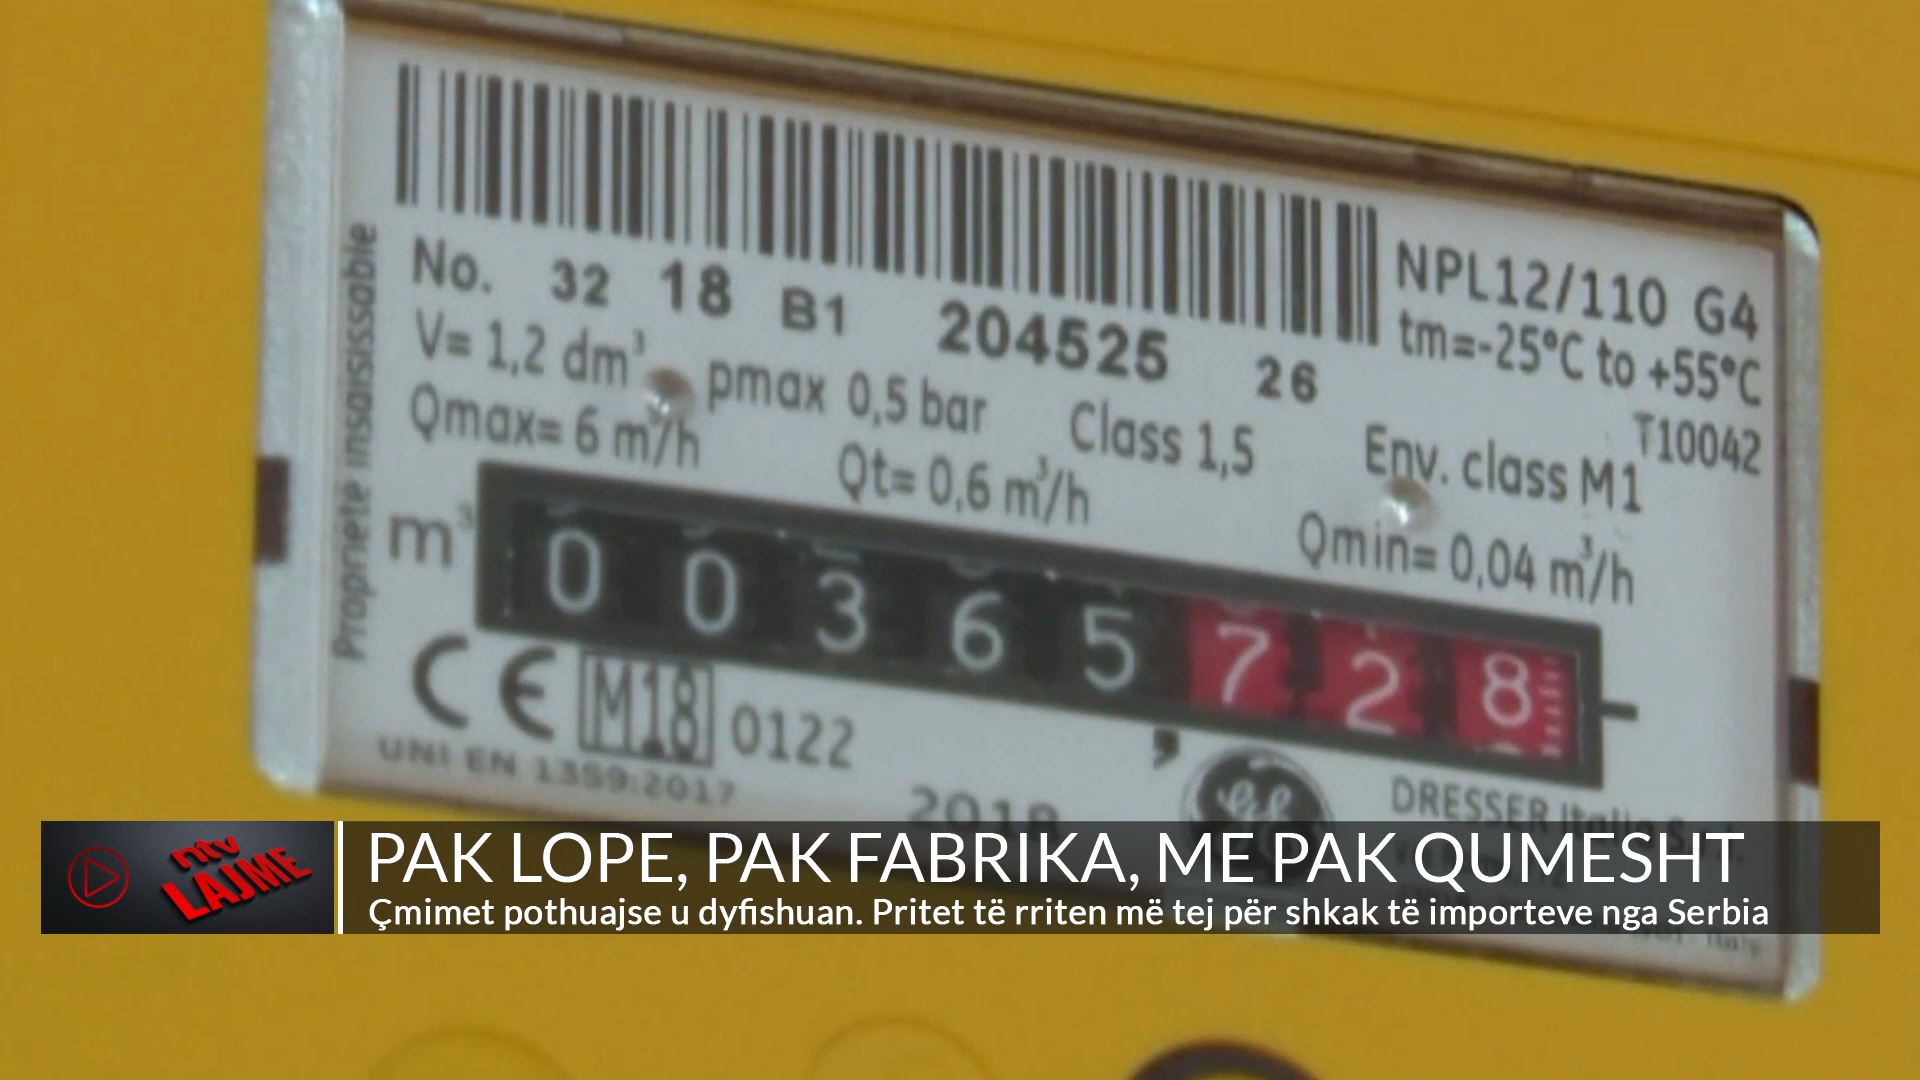 Propriete insaisissable
No. 32 18 B1 204525 26
NPL12/110 G4
V= 1,2 dm³ pmax 0,5 bar Class 1,5
tm=-25°C to +55°C
T10042
Qmax= 6 m³/h Qt= 0,6 m³/h Env. class M1
Qmin= 0,04 m³/h
m³ 0 0 3 6 5 7 2 8
,
CE M18 0122
UNI EN 1359:2017
2018 GE DRESSER Italia
ntv
LAJME
PAK LOPE, PAK FABRIKA, ME PAK QUMESHT
Çmimet pothuajse u dyfishuan. Pritet të rriten më tej për shkak të importeve nga Serbia